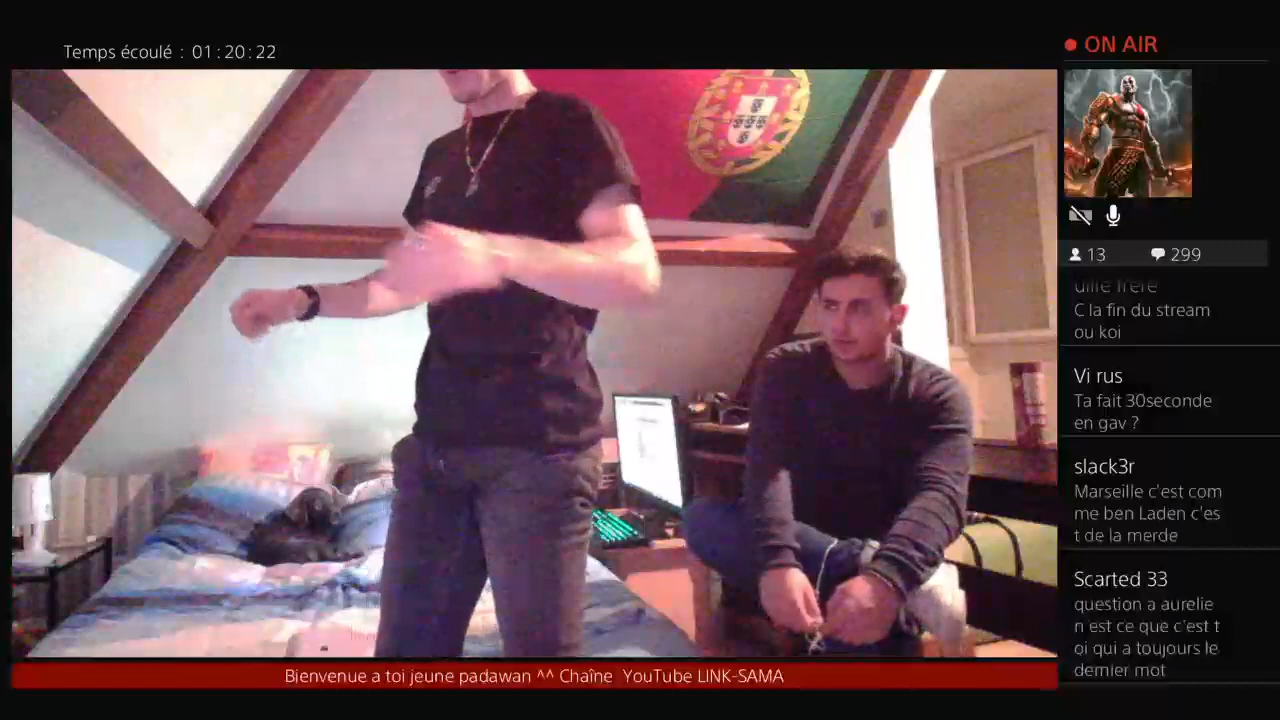 Temps écoulé : 01:20:22
ON AIR
13 299
frere
C la fin du stream
ou koi
Vi rus
Ta fait 30seconde
en gav ?
slack3r
Marseille c'est com
me ben Laden c'es
t de la merde
Scarted 33
question a aurelie
n est ce que c'est t
oi qui a toujours le
dernier mot
Bienvenue a toi jeune padawan ^^ Chaîne YouTube LINK-SAMA